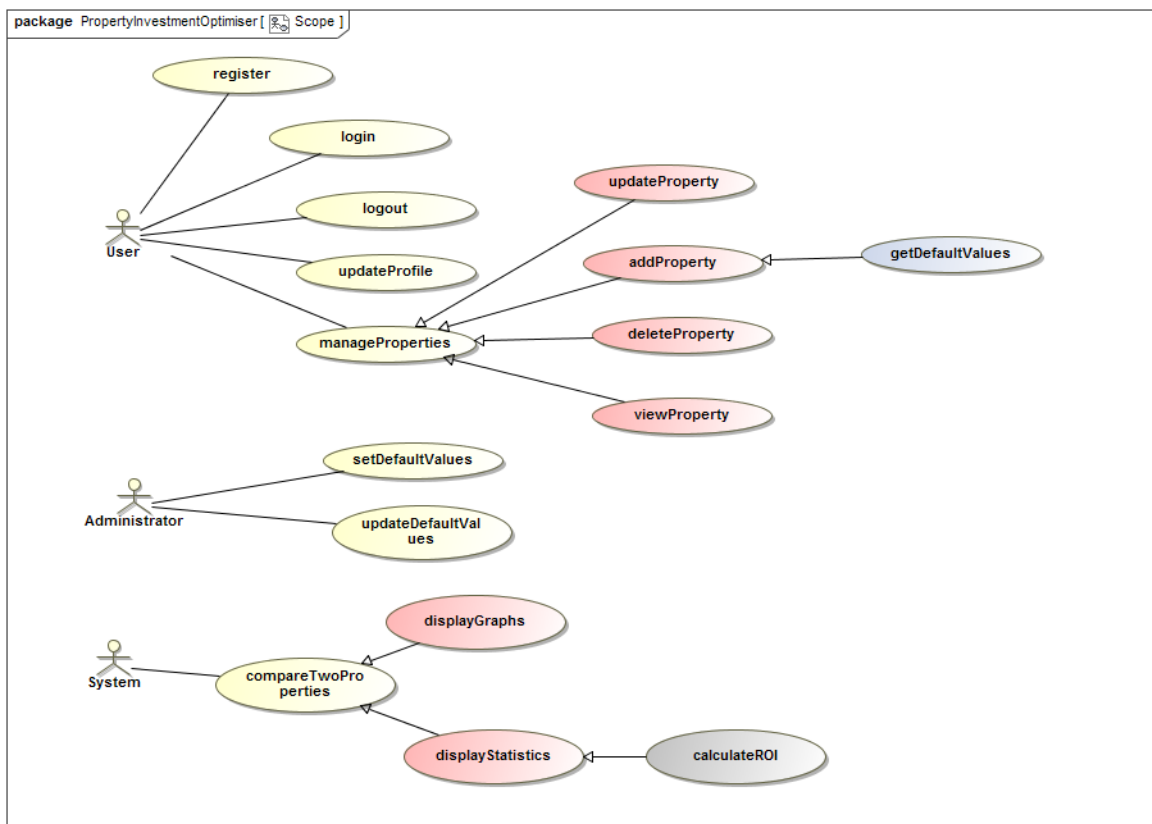 package PropertyInvestmentOptimiser [ Scope ]
register
login
updateProperty
logout
User
addProperty
getDefaultValues
updateProfile
manageProperties
deleteProperty
viewProperty
setDefaultValues
Administrator
updateDefaultVal
ues
displayGraphs
System
compareTwoPro
perties
displayStatistics
calculateROI